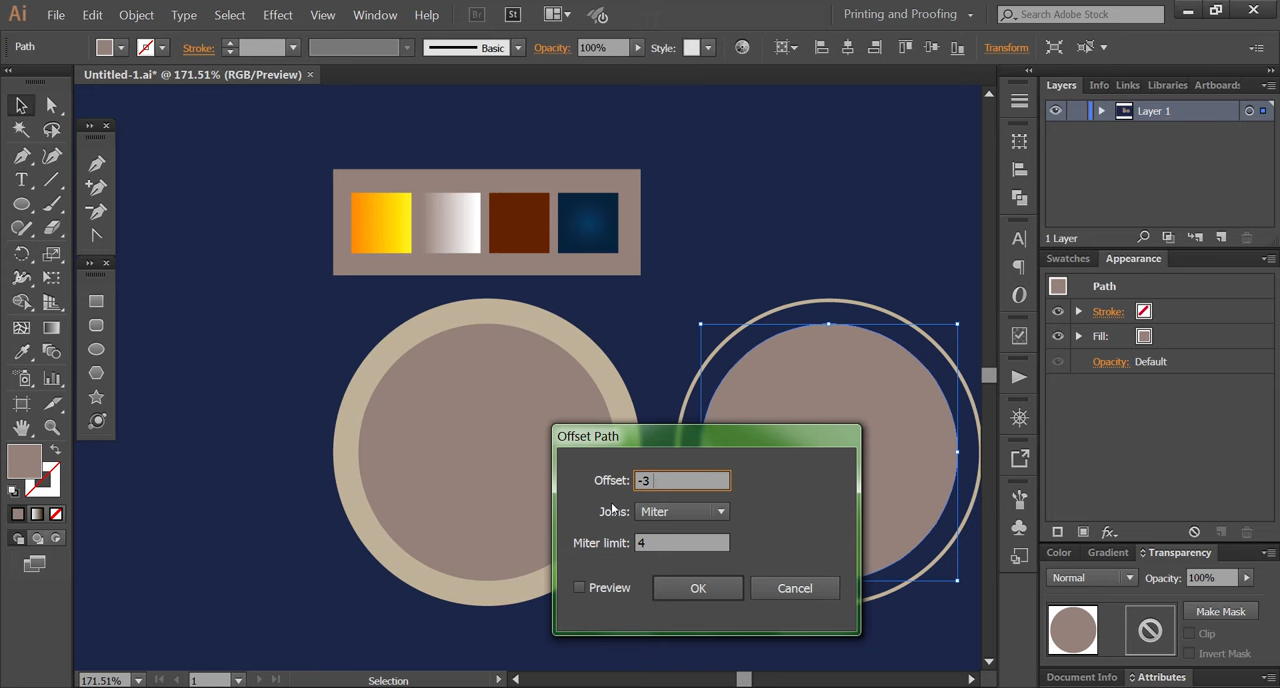 Ai File Edit Object Type Select Effect View Window Help Br St Printing and Proofing Search Adobe Stock
Path Stroke: Basic Opacity: 100% Style: Transform
Untitled-1.ai* @ 171.51% (RGB/Preview) ×
Layers Info Links Libraries Artboards
Layer 1
1 Layer
Swatches Appearance
Path
Stroke:
Fill:
Opacity: Default
Offset Path
Offset: -3
Joins: Miter
Miter limit: 4
Preview OK Cancel
Color Gradient Transparency
Normal Opacity: 100%
Make Mask
Clip
Invert Mask
Document Info Attributes
171.51% 1 Selection